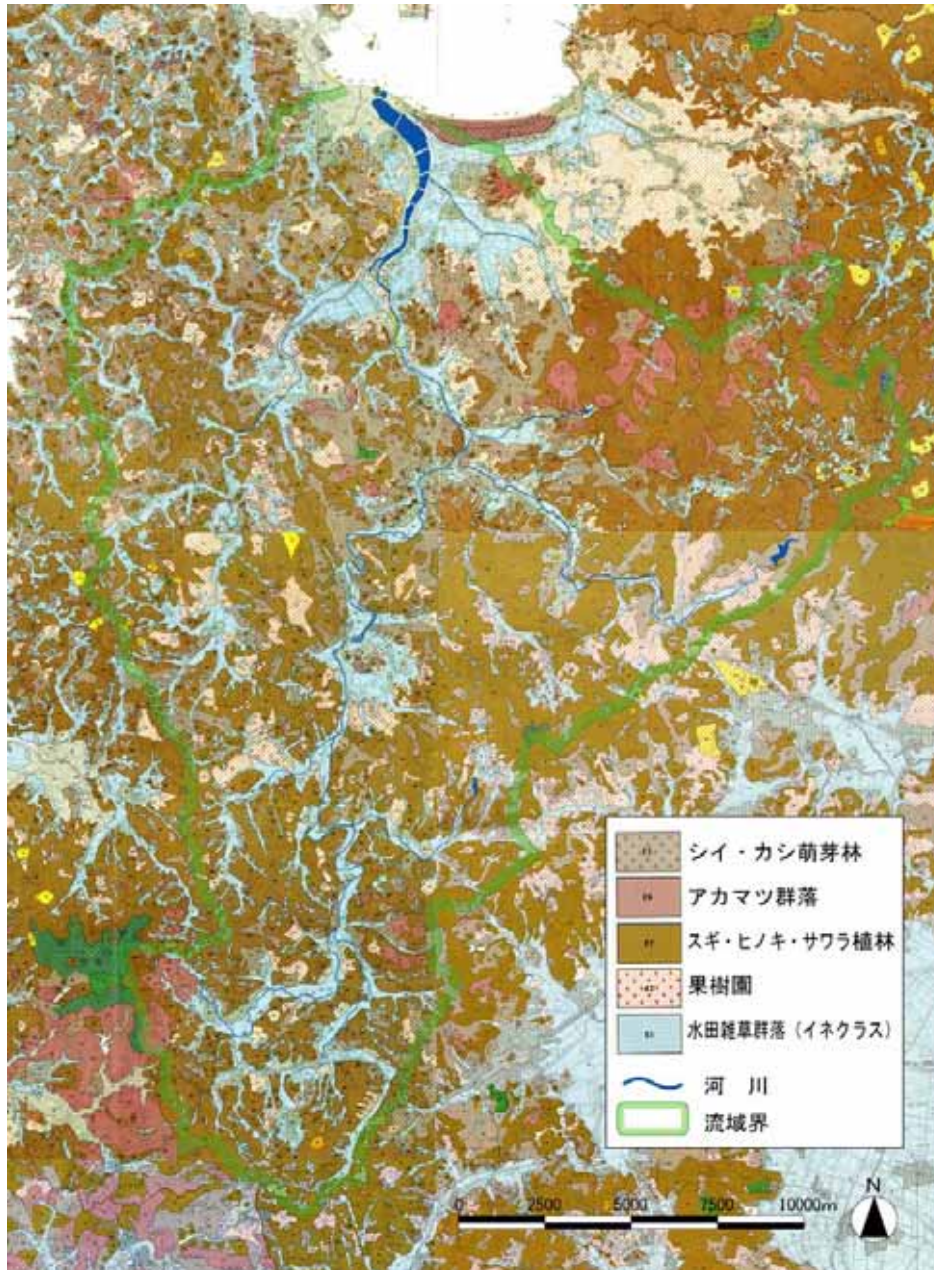 シイ・カシ萌芽林
アカマツ群落
スギ・ヒノキ・サワラ植林
果樹園
水田雑草群落（イネクラス）
河 川
流域界
N
0 2500 5000 7500 10000m